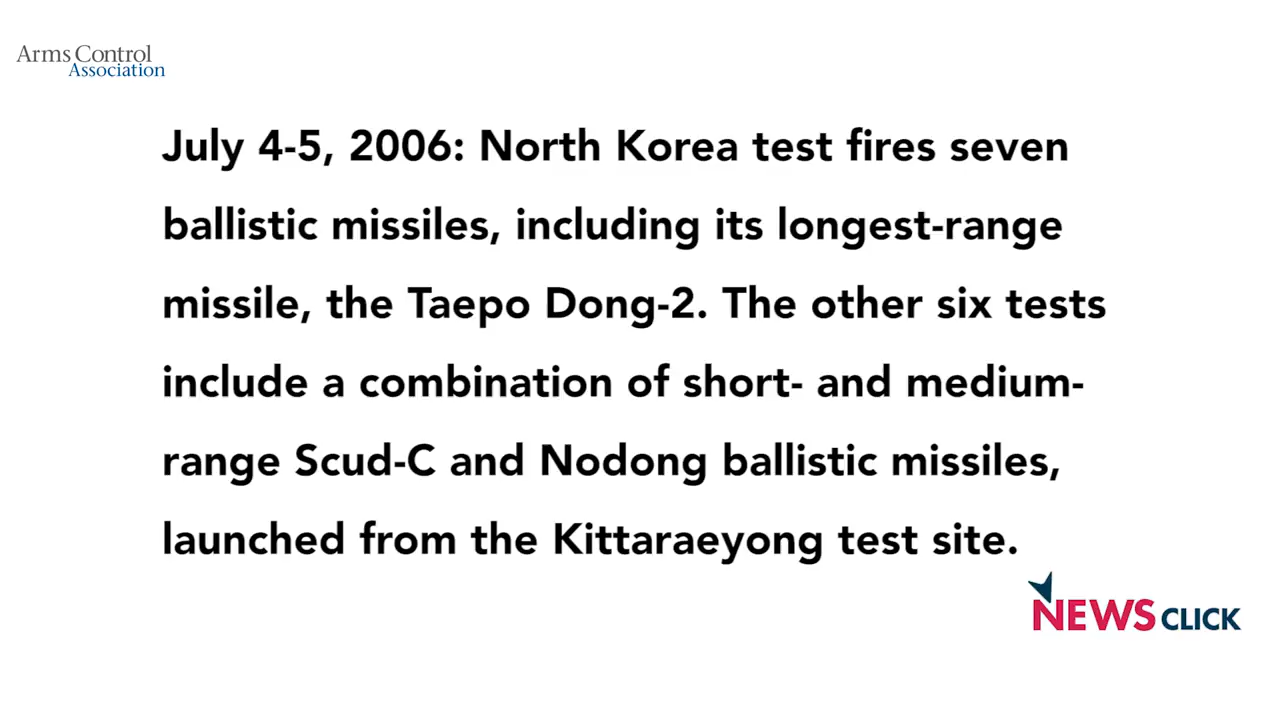 Arms Control
Association
July 4-5, 2006: North Korea test fires seven
ballistic missiles, including its longest-range
missile, the Taepo Dong-2. The other six tests
include a combination of short- and medium-
range Scud-C and Nodong ballistic missiles,
launched from the Kittaraeyong test site.
NEWS CLICK